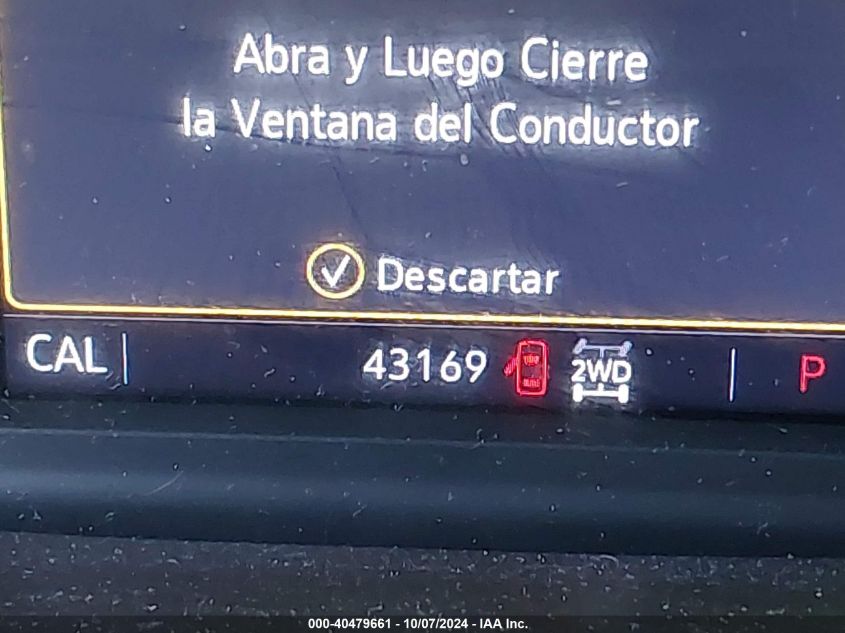 Abra y Luego Cierre
la Ventana del Conductor
Descartar
CAL 43169 2WD P
000-40479661 - 10/07/2024 - IAA Inc.